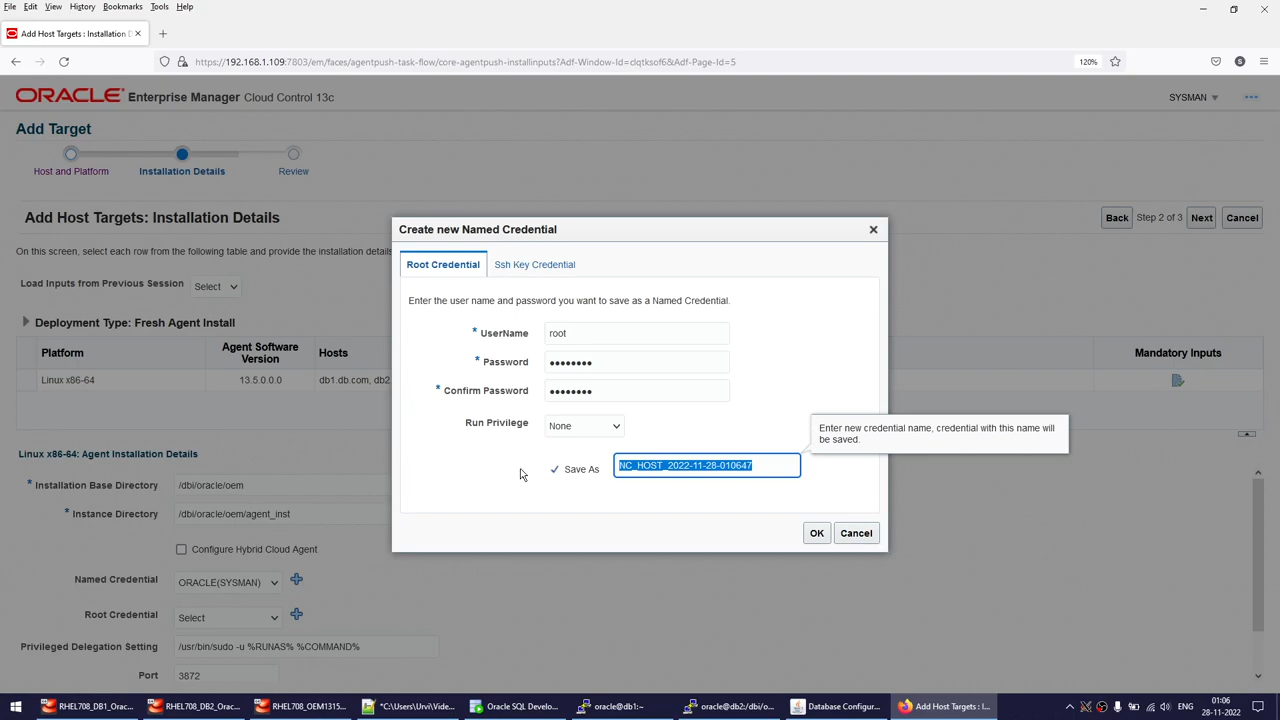 File Edit View History Bookmarks Tools Help
Add Host Targets : Installation D
https://192.168.1.109:7803/em/faces/agentpush-task-flow/core-agentpush-installinputs?Adf-Window-Id=clqtksof6&Adf-Page-Id=5
120%
S
ORACLE Enterprise Manager Cloud Control 13c
SYSMAN
Add Target
Host and Platform
Installation Details
Review
Add Host Targets: Installation Details
Back Step 2 of 3 Next Cancel
On this screen, select each row from the following table and provide the installation details
Load Inputs from Previous Session Select
Deployment Type: Fresh Agent Install
Platform
Agent Software Version
Hosts
Mandatory Inputs
Linux x86-64
13.5.0.0.0
db1.db.com, db2
Create new Named Credential
Root Credential
Ssh Key Credential
Enter the user name and password you want to save as a Named Credential.
* UserName root
* Password ••••••••
* Confirm Password ••••••••
Run Privilege None
Save As NC_HOST_2022-11-28-010647
Enter new credential name, credential with this name will
be saved.
OK Cancel
Linux x86-64: Agent Installation Details
* Installation Base Directory /dbi/oracle/oem
* Instance Directory /dbi/oracle/oem/agent_inst
Configure Hybrid Cloud Agent
Named Credential ORACLE(SYSMAN)
Root Credential Select
Privileged Delegation Setting /usr/bin/sudo -u %RUNAS% %COMMAND%
Port 3872
RHEL708_DB1_Orac...
RHEL708_DB2_Orac...
RHEL708_OEM1315...
*C:\Users\Urvi\Vide...
Oracle SQL Develo...
oracle@db1:~
oracle@db2:/dbi/o...
Database Configur...
Add Host Targets : I...
01:06
28-11-2022